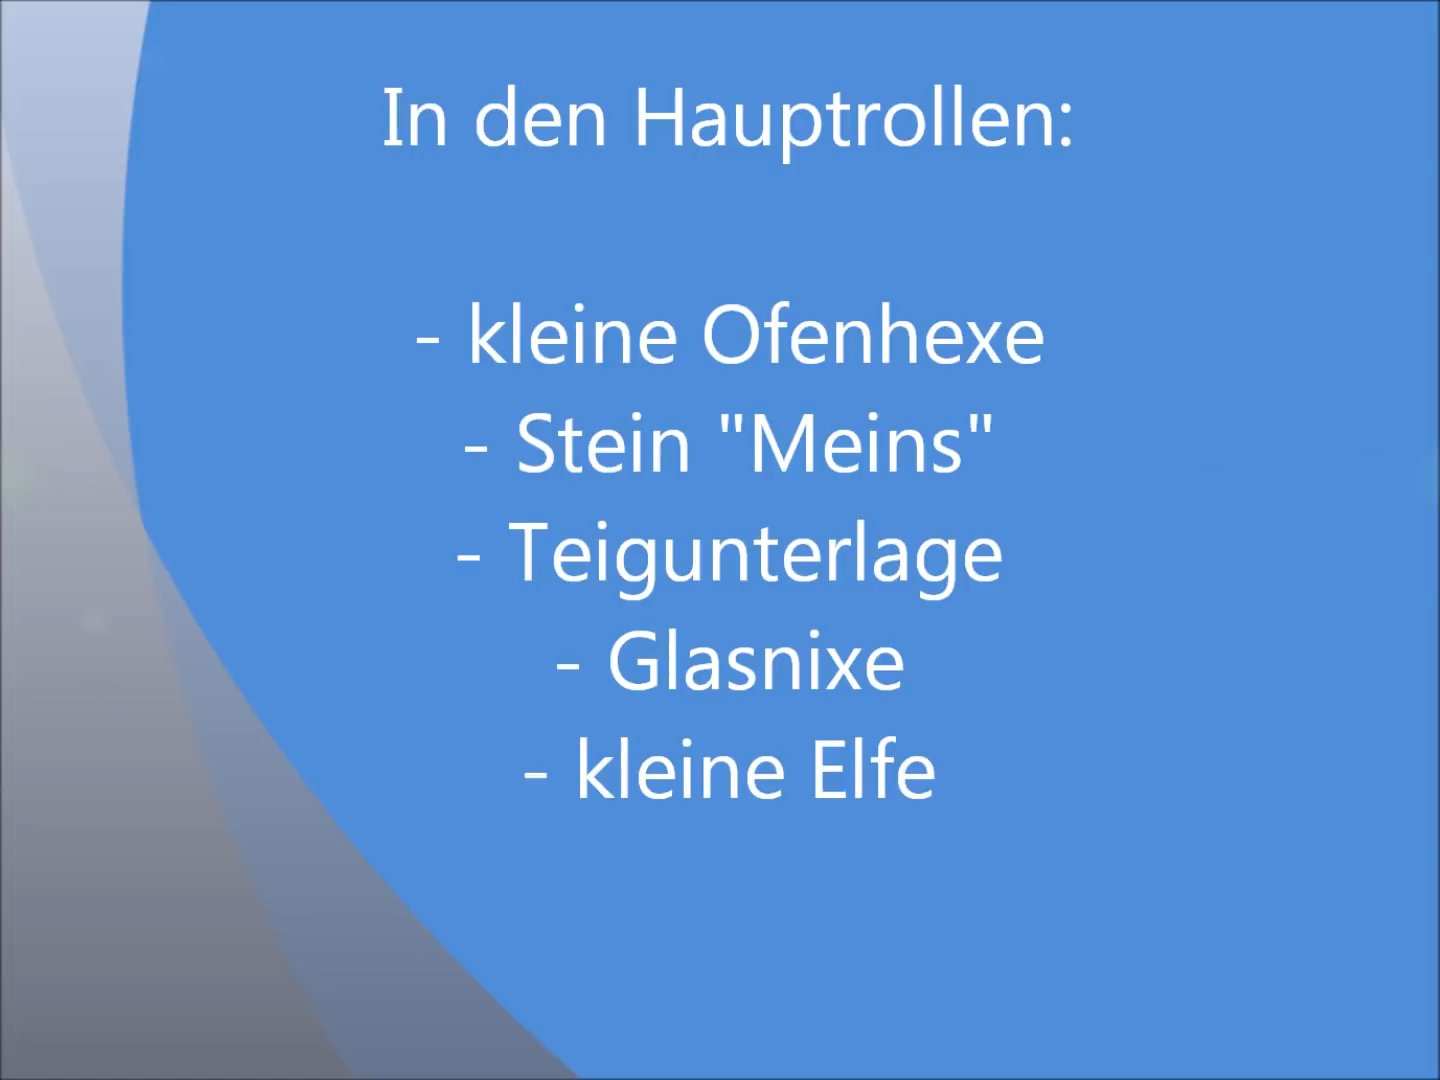 In den Hauptrollen:
- kleine Ofenhexe
- Stein "Meins"
- Teigunterlage
- Glasnixe
- kleine Elfe